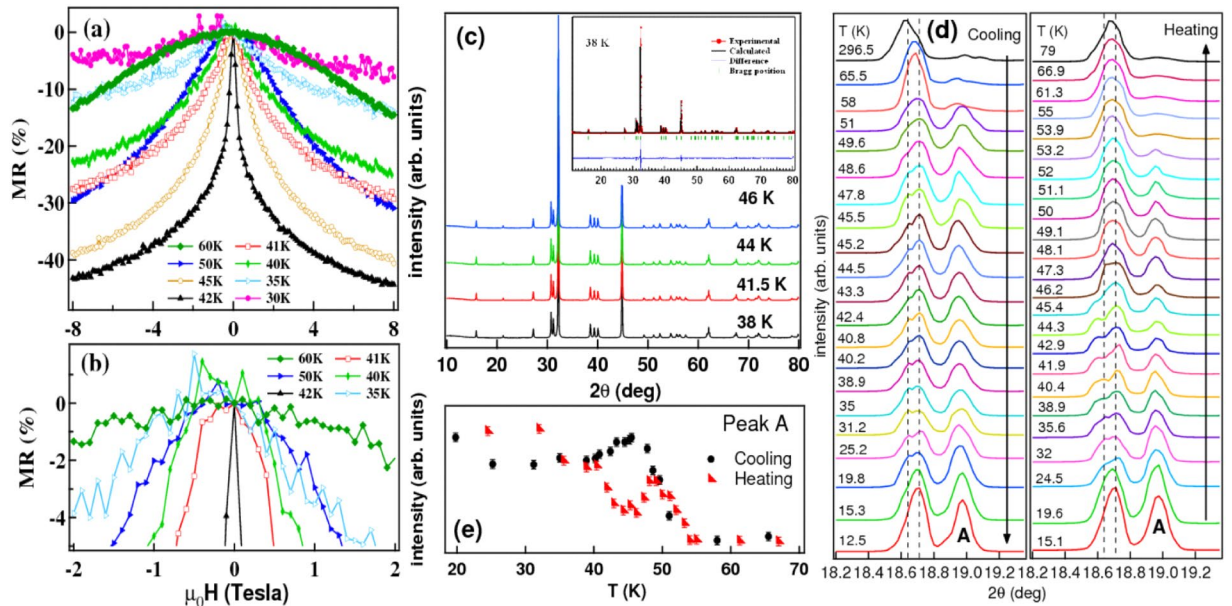 (a)
0
-10
-20
-30
-40
MR (%)
60K 41K
50K 40K
45K 35K
42K 30K
-8 -4 0 4 8
(b)
0
-2
-4
MR (%)
60K 41K
50K 40K
42K 35K
-2 -1 0 1 2
μ₀H (Tesla)
(c)
intensity (arb. units)
38 K
Experimental
Calculated
Difference
Bragg position
20 30 40 50 60 70 80
46 K
44 K
41.5 K
38 K
10 20 30 40 50 60 70 80
2θ (deg)
(e)
intensity (arb. units)
Peak A
Cooling
Heating
20 30 40 50 60 70
T (K)
(d)
intensity (arb. units)
T (K)
Cooling
296.5
65.5
58
51
49.6
48.6
47.8
45.5
45.2
44.5
43.3
42.4
40.8
40.2
38.9
35
31.2
25.2
19.8
15.3
12.5
A
18.2 18.4 18.6 18.8 19.0 19.2
T (K)
Heating
79
66.9
61.3
55
53.9
53.2
52
51.1
50
49.1
48.1
47.3
46.2
45.4
44.3
42.9
41.9
40.4
38.9
35.6
32
24.5
19.6
15.1
A
18.2 18.4 18.6 18.8 19.0 19.2
2θ (deg)